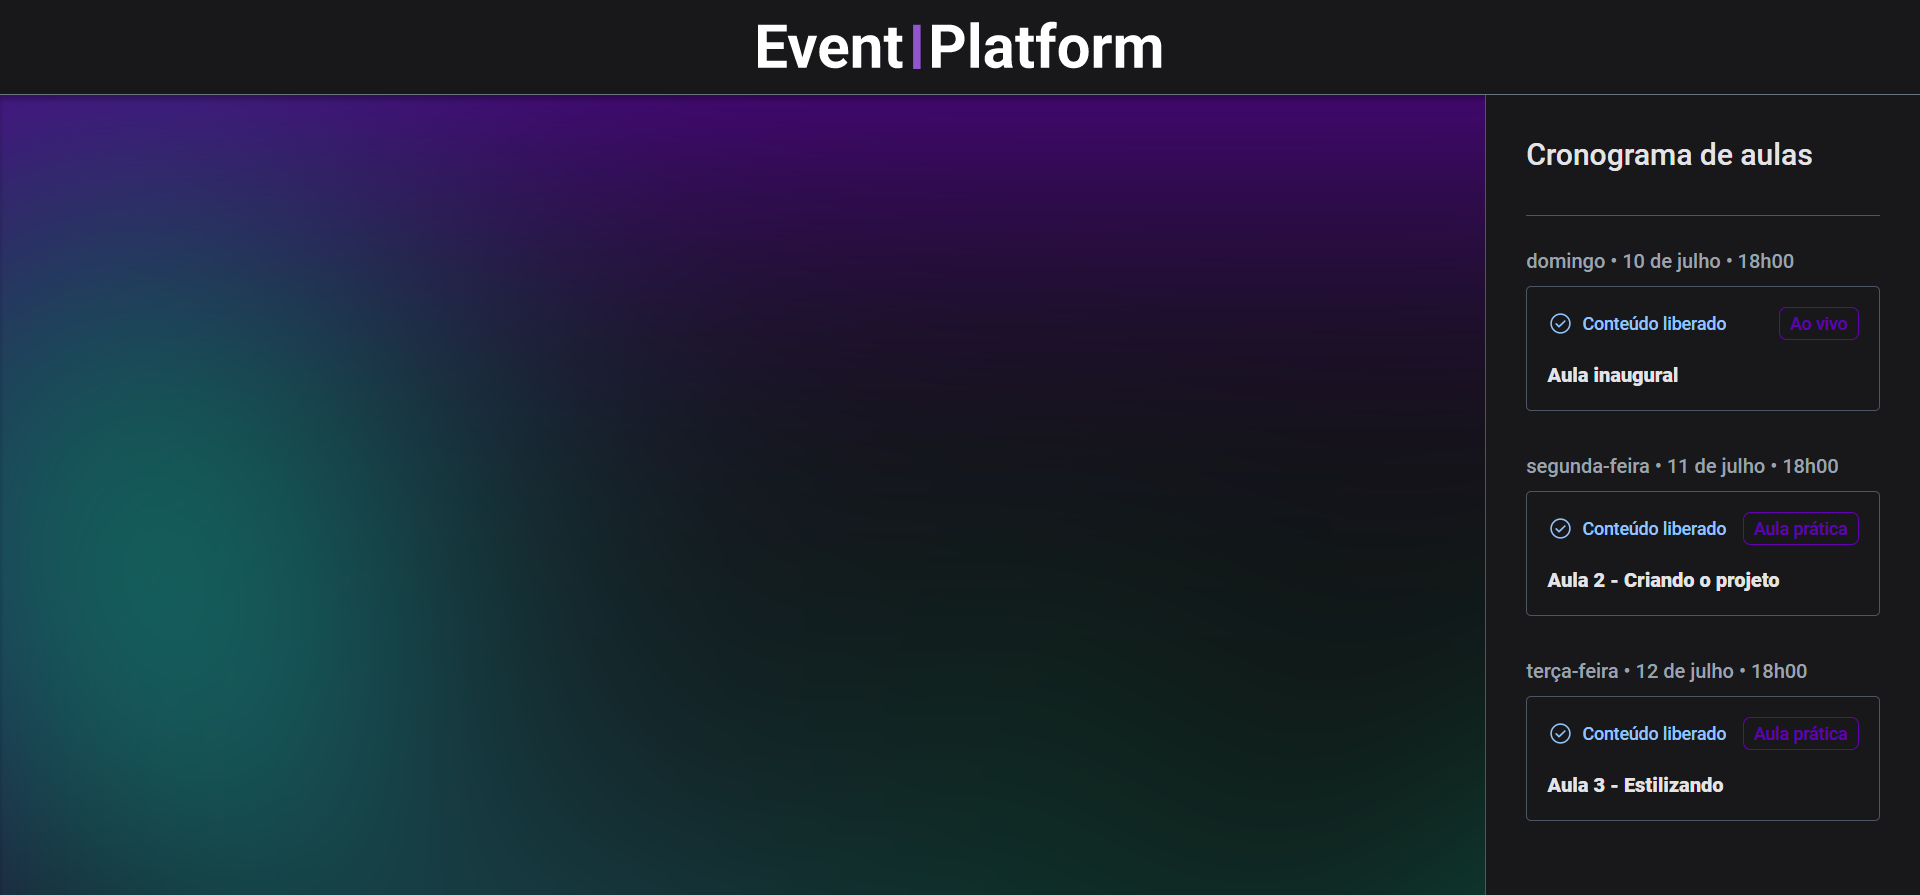 Event|Platform
Cronograma de aulas
domingo • 10 de julho • 18h00
Conteúdo liberado Ao vivo
Aula inaugural
segunda-feira • 11 de julho • 18h00
Conteúdo liberado Aula prática
Aula 2 - Criando o projeto
terça-feira • 12 de julho • 18h00
Conteúdo liberado Aula prática
Aula 3 - Estilizando